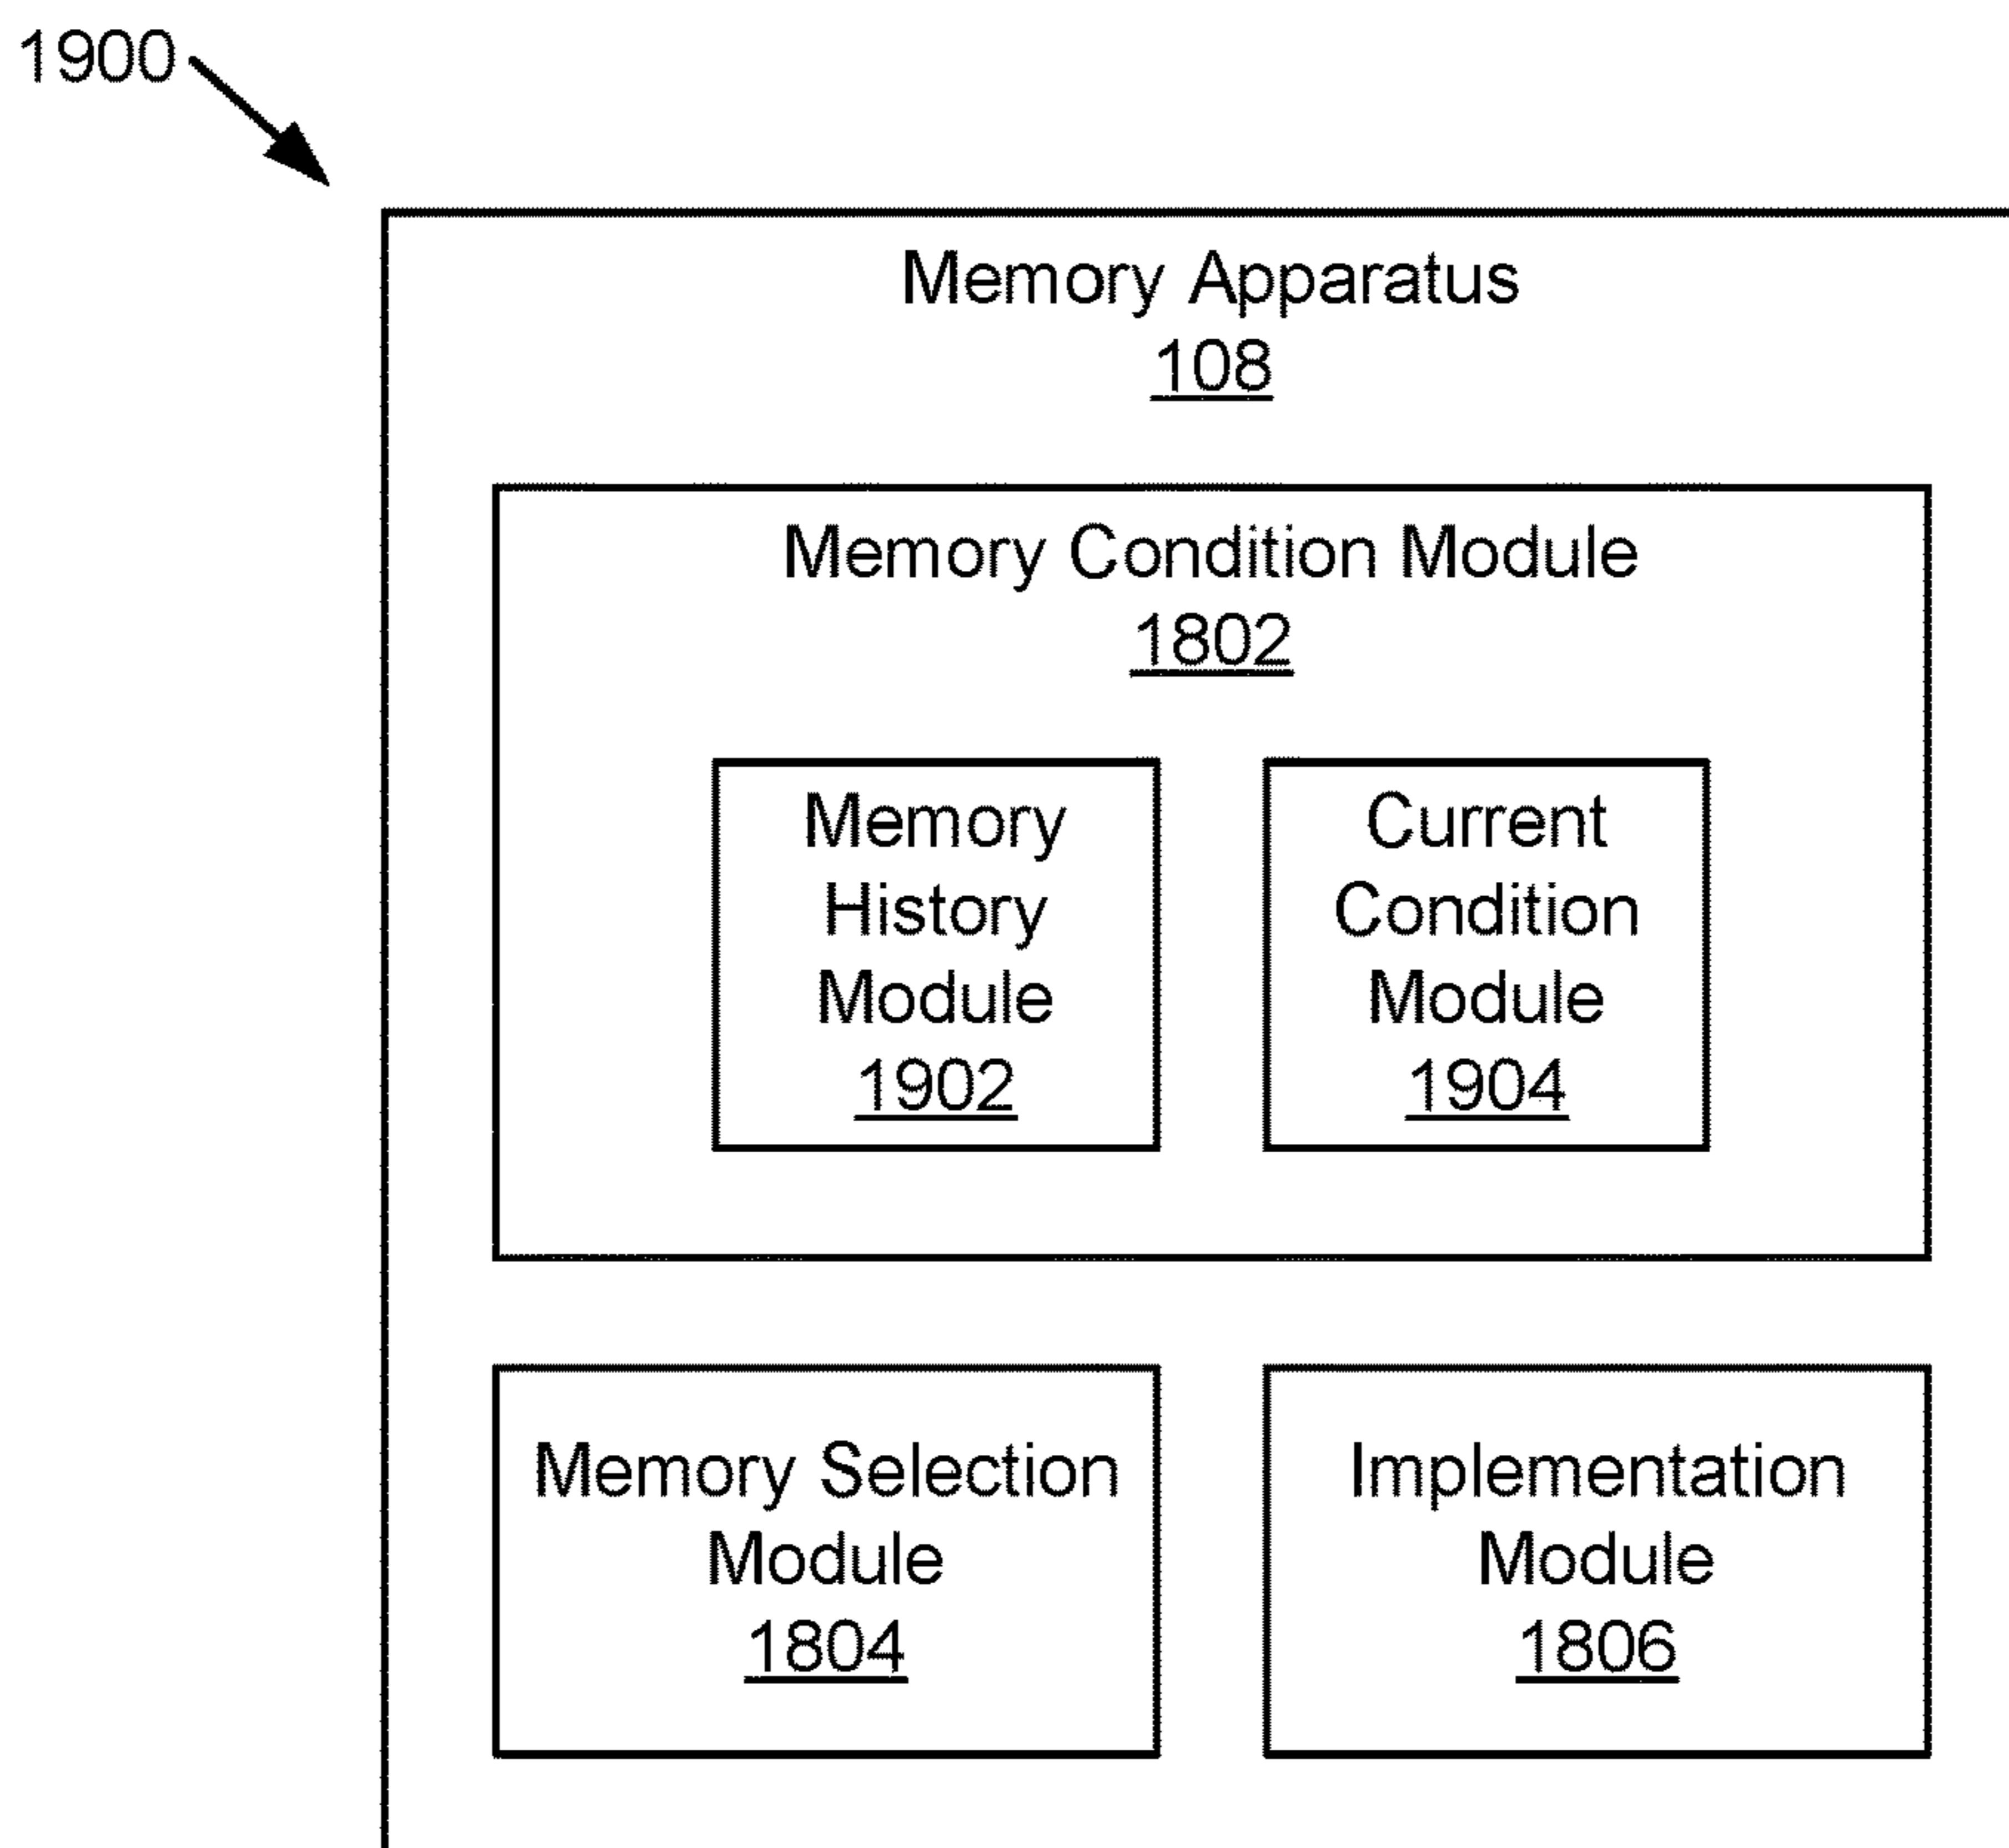 1900
Memory Apparatus
108
Memory Condition Module
1802
Memory
History
Module
1902
Current
Condition
Module
1904
Memory Selection
Module
1804
Implementation
Module
1806